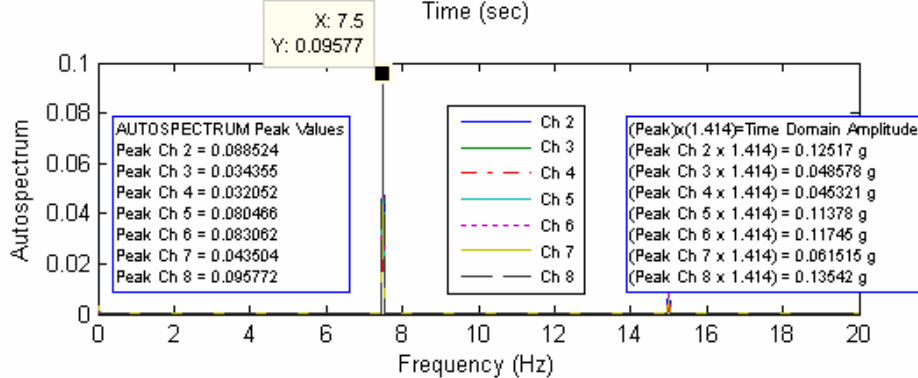 Time (sec)
X: 7.5
Y: 0.09577
0.1
0.08
0.06
0.04
0.02
0
Autospectrum
AUTOSPECTRUM Peak Values
Peak Ch 2 = 0.088524
Peak Ch 3 = 0.034355
Peak Ch 4 = 0.032052
Peak Ch 5 = 0.080466
Peak Ch 6 = 0.083062
Peak Ch 7 = 0.043504
Peak Ch 8 = 0.095772
Ch 2
Ch 3
Ch 4
Ch 5
Ch 6
Ch 7
Ch 8
(Peak)x(1.414)=Time Domain Amplitude
(Peak Ch 2 x 1.414) = 0.12517 g
(Peak Ch 3 x 1.414) = 0.048578 g
(Peak Ch 4 x 1.414) = 0.045321 g
(Peak Ch 5 x 1.414) = 0.11378 g
(Peak Ch 6 x 1.414) = 0.11745 g
(Peak Ch 7 x 1.414) = 0.061515 g
(Peak Ch 8 x 1.414) = 0.13542 g
0 2 4 6 8 10 12 14 16 18 20
Frequency (Hz)